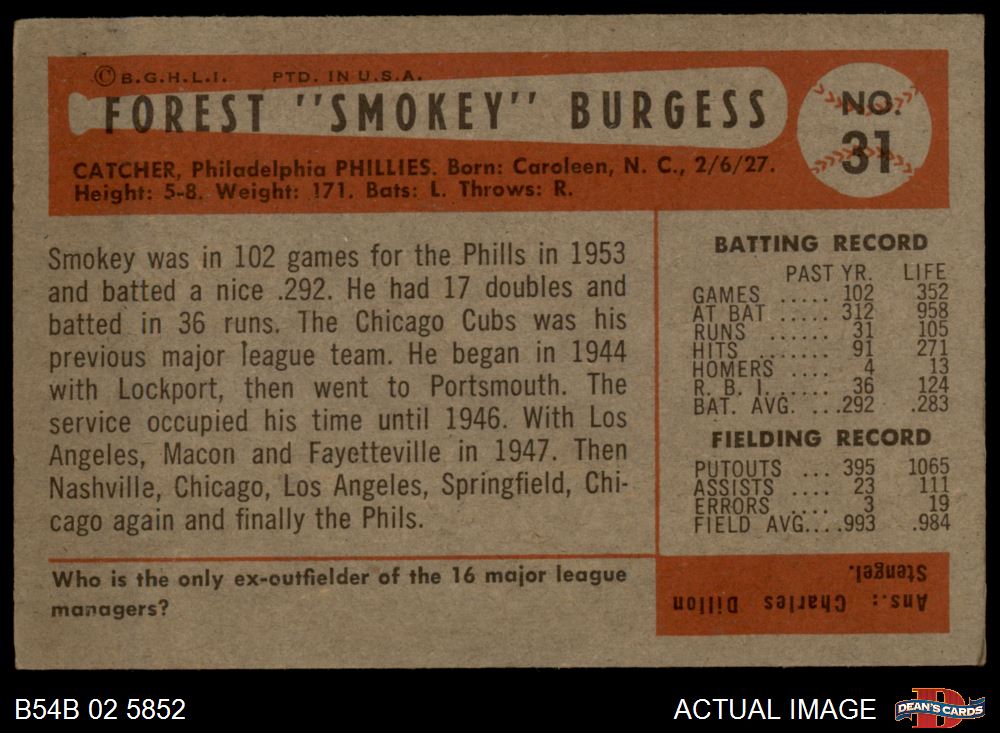 © B.G.H.L.I. PTD. IN U.S.A.
FOREST "SMOKEY" BURGESS
NO.
31
CATCHER, Philadelphia PHILLIES. Born: Caroleen, N. C., 2/6/27.
Height: 5-8. Weight: 171. Bats: L. Throws: R.
Smokey was in 102 games for the Phills in 1953
and batted a nice .292. He had 17 doubles and
batted in 36 runs. The Chicago Cubs was his
previous major league team. He began in 1944
with Lockport, then went to Portsmouth. The
service occupied his time until 1946. With Los
Angeles, Macon and Fayetteville in 1947. Then
Nashville, Chicago, Los Angeles, Springfield, Chi-
cago again and finally the Phils.
BATTING RECORD
PAST YR. LIFE
GAMES ..... 102 352
AT BAT ..... 312 958
RUNS ...... 31 105
HITS ....... 91 271
HOMERS .... 4 13
R. B. I. .... 36 124
BAT. AVG. ...292 .283
FIELDING RECORD
PUTOUTS ... 395 1065
ASSISTS .... 23 111
ERRORS .... 3 19
FIELD AVG....993 .984
Who is the only ex-outfielder of the 16 major league
managers?
Ans.: Charles Dillon
Stengel.
B54B 02 5852
ACTUAL IMAGE
D
DEAN'S CARDS